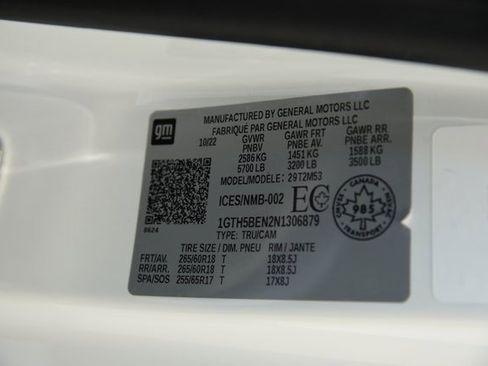 MANUFACTURED BY GENERAL MOTORS LLC
FABRIQUÉ PAR GENERAL MOTORS LLC
gm
10/22 GVWR GAWR FRT GAWR RR
PNBV PNBE AV. PNBE ARR.
2586 KG 1451 KG 1588 KG
5700 LB 3200 LB 3500 LB
MODEL/MODÈLE: 29T2M53
ICES/NMB-002 EC
CANADA
985
1GTH5BEN2N1306879
8624
TYPE: TRU/CAM
TIRE SIZE / DIM. PNEU RIM / JANTE
FRT/AV. 265/60R18 T 18X8.5J
RR/ARR. 265/60R18 T 18X8.5J
SPA/SOS 255/65R17 T 17X8J